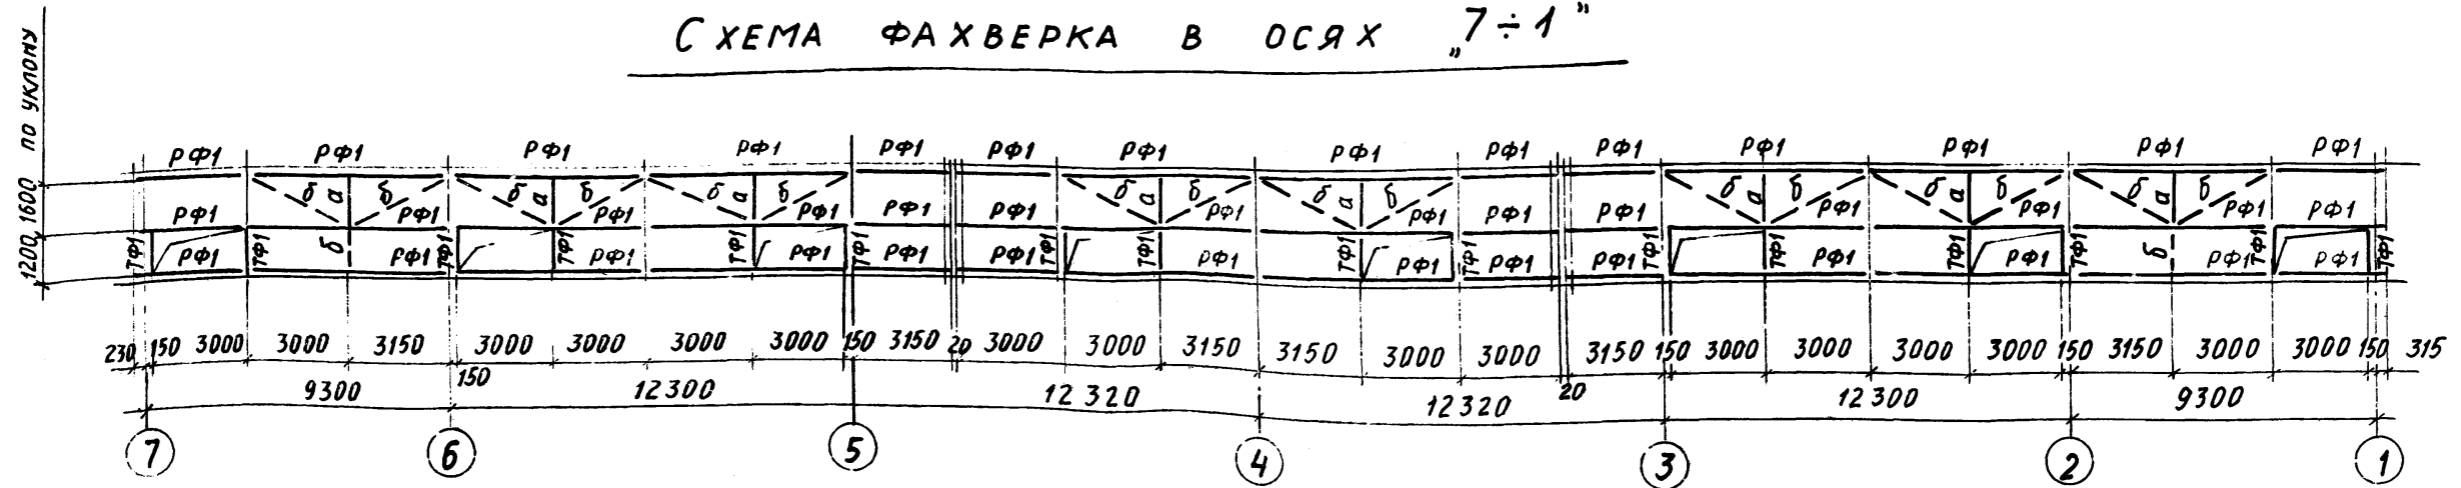 СХЕМА ФАХВЕРКА В ОСЯХ „7÷1"
1200 1600 по уклону
РФ1 РФ1 РФ1 РФ1 РФ1 РФ1 РФ1 РФ1 РФ1 РФ1 РФ1 РФ1 РФ1 РФ1
б а б б а б б а б б а б б а б б а б б а б б а б
РФ1 РФ1 РФ1 РФ1 РФ1 РФ1 РФ1 РФ1 РФ1 РФ1 РФ1 РФ1 РФ1 РФ1
ТФ1 РФ1 ТФ1 б РФ1 ТФ1 ТФ1 РФ1 ТФ1 РФ1 ТФ1 РФ1 РФ1 ТФ1 ТФ1 РФ1 ТФ1 РФ1 ТФ1 РФ1 РФ1 ТФ1 ТФ1 РФ1 ТФ1 РФ1 ТФ1 б РФ1 ТФ1 РФ1 ТФ1
230 150 3000 3000 3150 3000 3000 3000 3000 150 3150 20 3000 3000 3150 3150 3000 3000 3150 150 3000 3000 3000 3000 150 3150 3000 3000 150 315
150 20
9300 12300 12320 12320 12300 9300
7 6 5 4 3 2 1